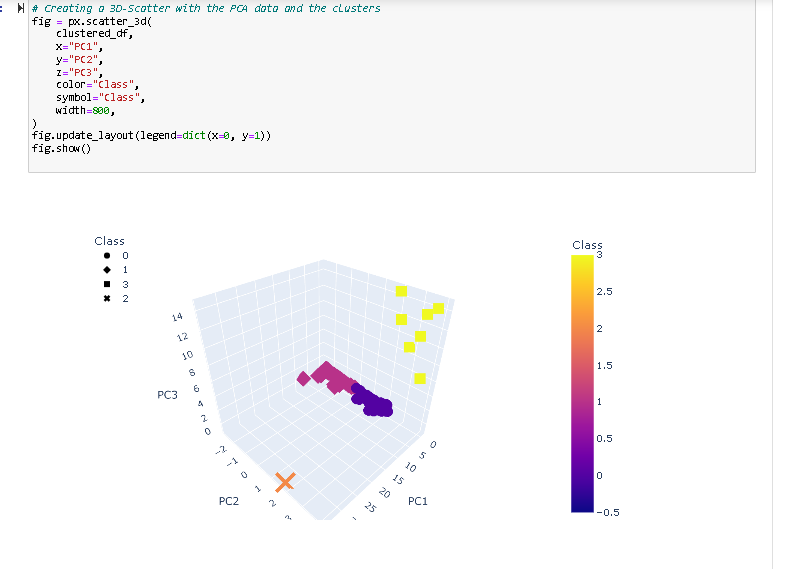 # Creating a 3D-Scatter with the PCA data and the cLusters
fig = px.scatter_3d(
clustered_df,
x="PC1",
y="PC2",
z="PC3",
color="Class",
symbol="Class",
width=800,
)
fig.update_layout(legend=dict(x=0, y=1))
fig.show()
Class
0
1
3
2
14
12
10
8
6
4
2
0
PC3
−2
−1
0
1
2
PC2
0
5
10
15
20
25
PC1
Class
3
2.5
2
1.5
1
0.5
0
−0.5